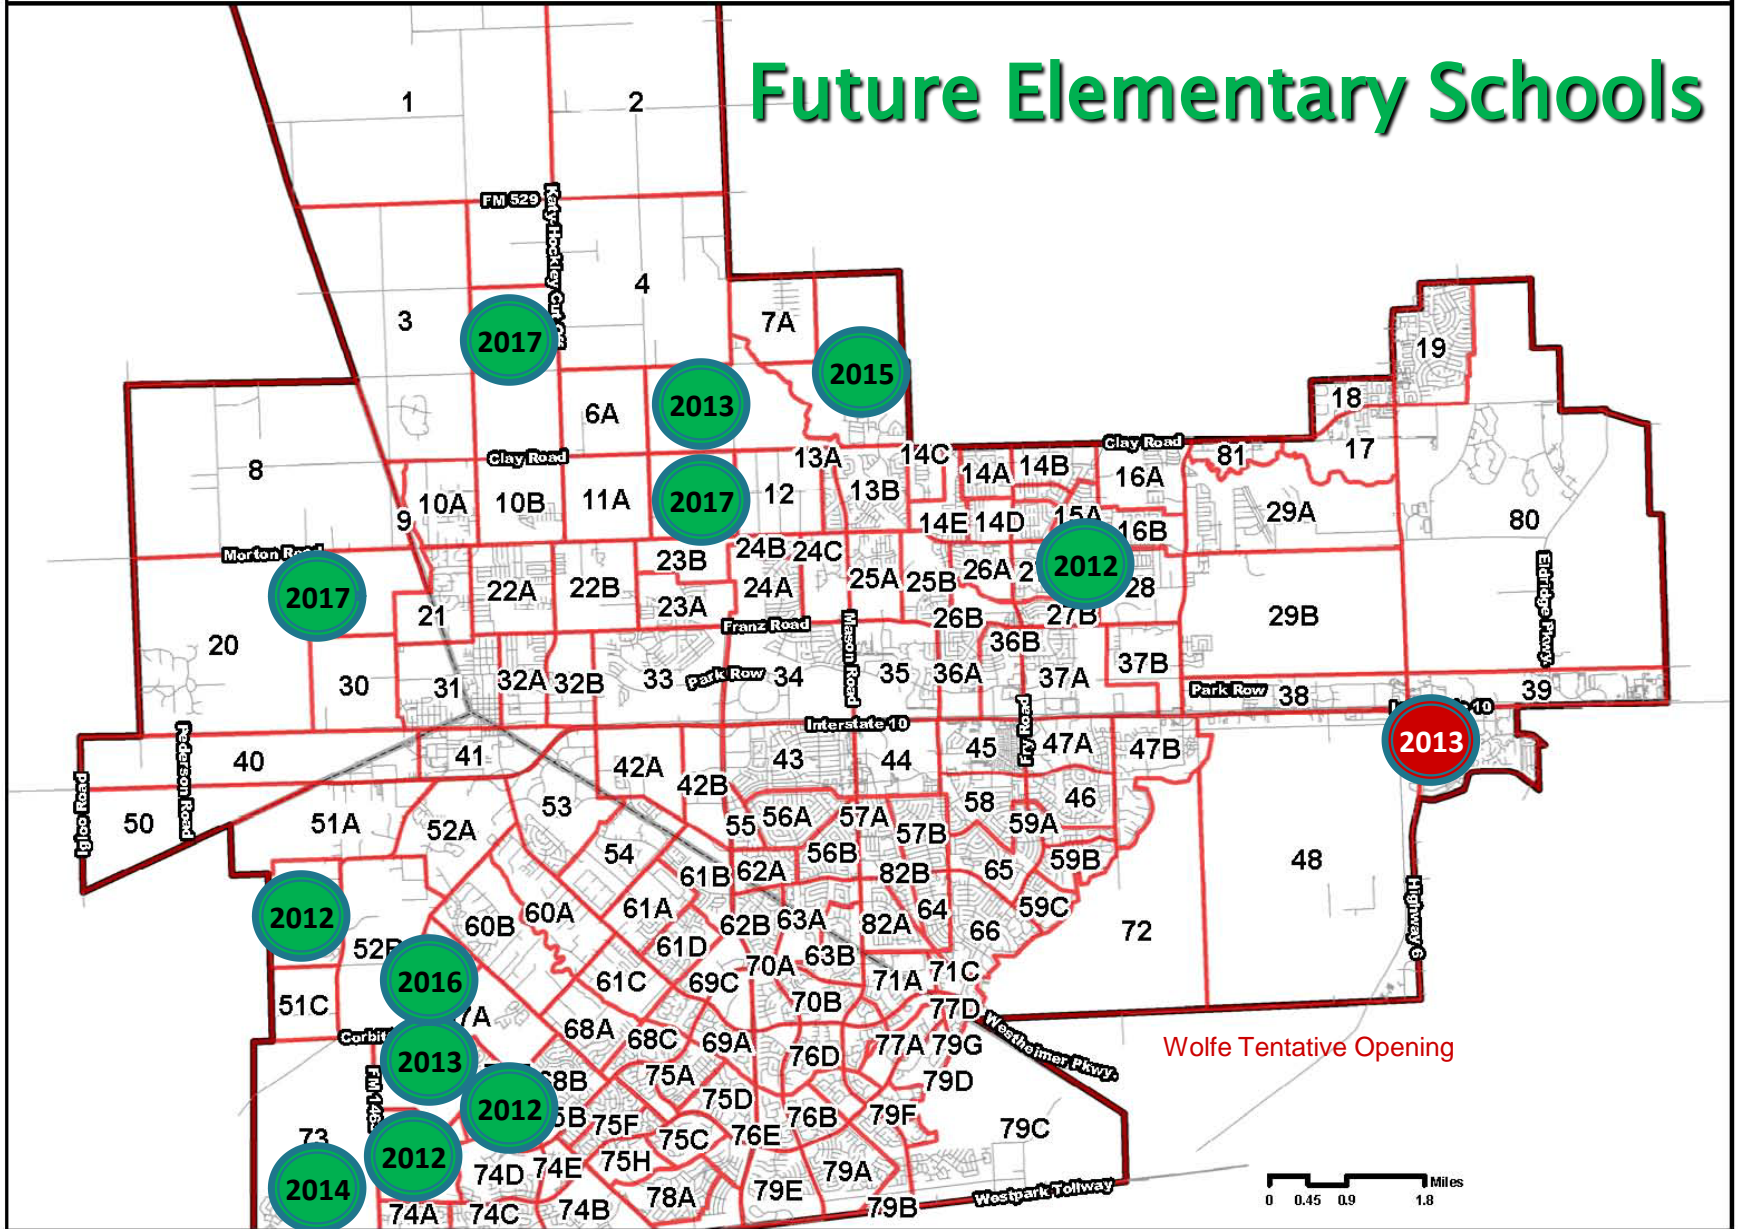 Future Elementary Schools
1
2
FM 529
Katy-Hockley Cut
3
4
7A
2017
2015
19
18
6A
2013
17
Clay Road
Clay Road
8
10A
10B
11A
2017
12
13A
13B
14C
14A
14B
16A
81
29A
80
9
14E
14D
15A
16B
Morton Road
23B
24B
24C
22A
22B
23A
24A
25A
25B
26A
2012
28
Eldridge Pkwy.
2017
21
Franz Road
26B
27B
29B
20
30
31
32A
32B
33
Park Row
34
Mason Road
35
36A
36B
37A
37B
Park Row
38
39
Interstate 10
Fry Road
2013
Igloo Road
Pederson Road
40
41
42A
42B
43
44
45
47A
47B
50
51A
52A
53
54
55
56A
57A
57B
58
46
59A
56B
59B
48
61B
62A
82B
65
2012
60B
60A
61A
62B
63A
82A
64
59C
66
72
Highway 6
61D
63B
2016
61C
69C
70A
71A
71C
51C
70B
77D
68A
68C
69A
76D
77A
79G
Westheimer Pkwy.
Wolfe Tentative Opening
2013
75A
79D
2012
75D
76B
79F
75F
75C
76E
79C
73
2012
74D
74E
75H
79A
2014
78A
79E
74A
74C
74B
79B
Westpark Tollway
Miles
0 0.45 0.9 1.8